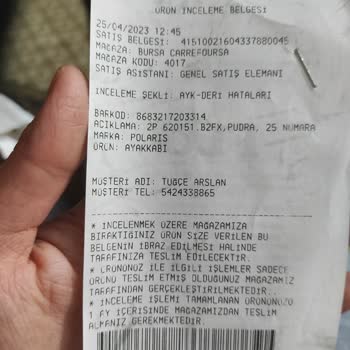 ÜRÜN İNCELEME BELGESİ
25/04/2023 12:45
SATIŞ BELGESİ: 41510021604337880045
MAĞAZA: BURSA CARREFOURSA
MAĞAZA KODU: 4017
SATIŞ ASİSTANI: GENEL SATIŞ ELEMANI
İNCELEME ŞEKLİ: AYK-DERİ HATALARI
BARKOD: 8683217203314
AÇIKLAMA: 2P 620151.B2FX,PUDRA, 25 NUMARA
MARKA: POLARIS
ÜRÜN: AYAKKABI
MÜŞTERİ ADI: TUĞÇE ARSLAN
MÜŞTERİ TEL: 5424338865
* İNCELENMEK ÜZERE MAĞAZAMIZA
BIRAKTIĞINIZ ÜRÜN SİZE VERİLEN BU
BELGENİN İBRAZ EDİLMESİ HALİNDE
TARAFINIZA TESLİM EDİLECEKTİR.
* ÜRÜNÜNÜZ İLE İLGİLİ İŞLEMLER SADECE
ÜRÜNÜ TESLİM ETMİŞ OLDUĞUNUZ MAĞAZAMIZ
TARAFINDAN GERÇEKLEŞTİRİLMEKTEDİR..
* İNCELEME İŞLEMİ TAMAMLANAN ÜRÜNÜNÜZÜ
1 AY İÇERİSİNDE MAĞAZAMIZDAN TESLİM
ALMANIZ GEREKMEKTEDİR.